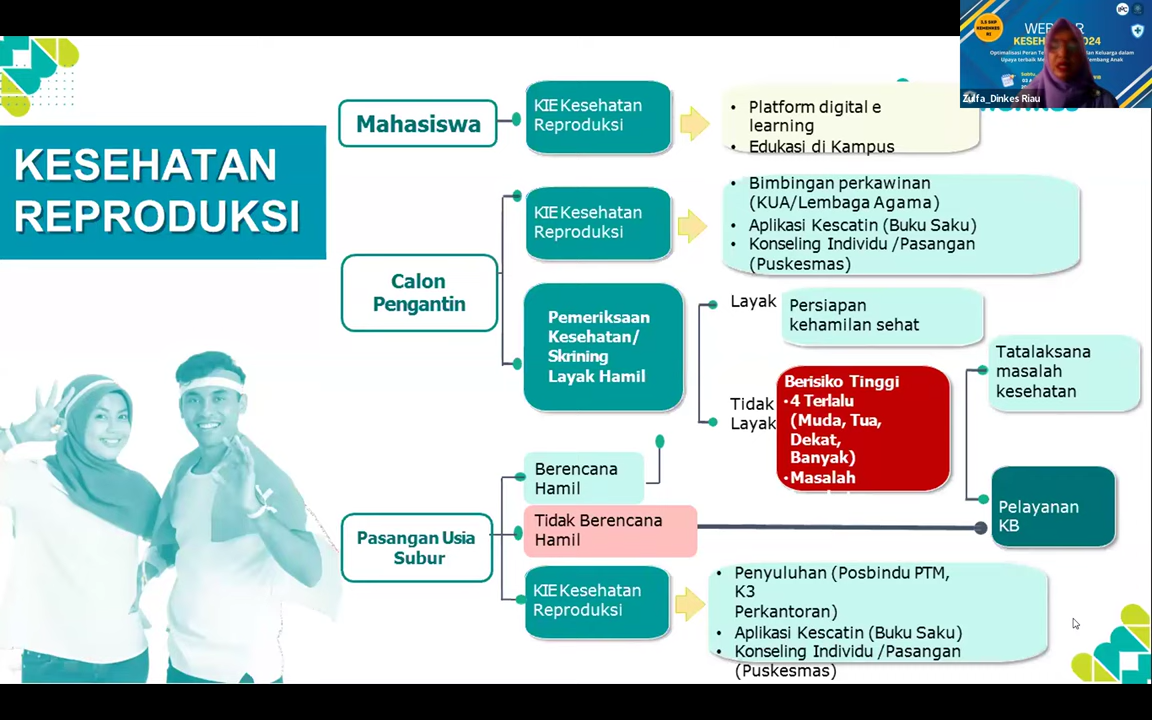 KESEHATAN
REPRODUKSI
Mahasiswa
KIE Kesehatan
Reproduksi
• Platform digital e
learning
• Edukasi di Kampus
Calon
Pengantin
KIE Kesehatan
Reproduksi
• Bimbingan perkawinan
(KUA/Lembaga Agama)
• Aplikasi Kescatin (Buku Saku)
• Konseling Individu /Pasangan
(Puskesmas)
Pemeriksaan
Kesehatan/
Skrining
Layak Hamil
Layak
Persiapan
kehamilan sehat
Tidak
Layak
Berisiko Tinggi
•4 Terlalu
(Muda, Tua,
Dekat,
Banyak)
•Masalah
Tatalaksana
masalah
kesehatan
Pelayanan
KB
Pasangan Usia
Subur
Berencana
Hamil
Tidak Berencana
Hamil
KIE Kesehatan
Reproduksi
• Penyuluhan (Posbindu PTM,
K3
Perkantoran)
• Aplikasi Kescatin (Buku Saku)
• Konseling Individu /Pasangan
(Puskesmas)
Zulfa_Dinkes Riau